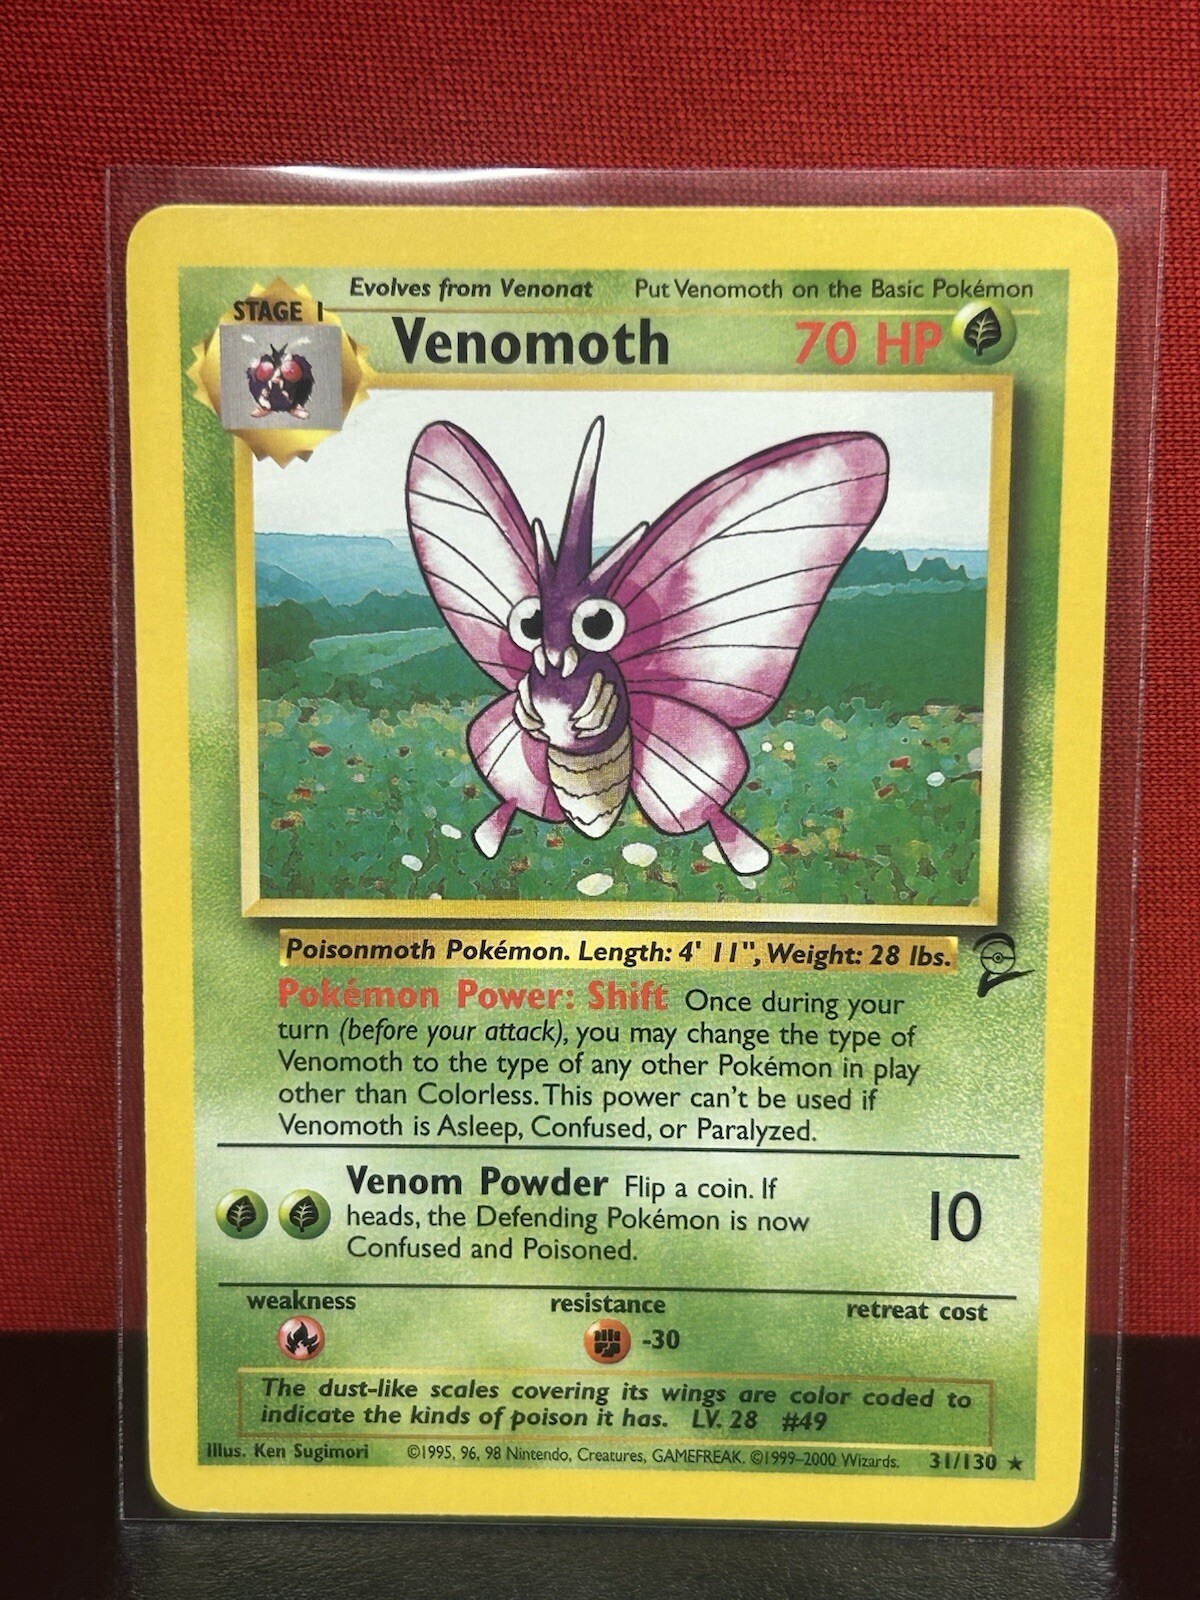 Evolves from Venonat Put Venomoth on the Basic Pokémon
STAGE 1
Venomoth 70 HP
Poisonmoth Pokémon. Length: 4' 11", Weight: 28 lbs.
Pokémon Power: Shift Once during your
turn (before your attack), you may change the type of
Venomoth to the type of any other Pokémon in play
other than Colorless. This power can't be used if
Venomoth is Asleep, Confused, or Paralyzed.
Venom Powder Flip a coin. If
heads, the Defending Pokémon is now
Confused and Poisoned.
10
weakness resistance retreat cost
-30
The dust-like scales covering its wings are color coded to
indicate the kinds of poison it has. LV. 28 #49
Illus. Ken Sugimori ©1995, 96, 98 Nintendo, Creatures, GAMEFREAK. ©1999–2000 Wizards. 31/130 ★